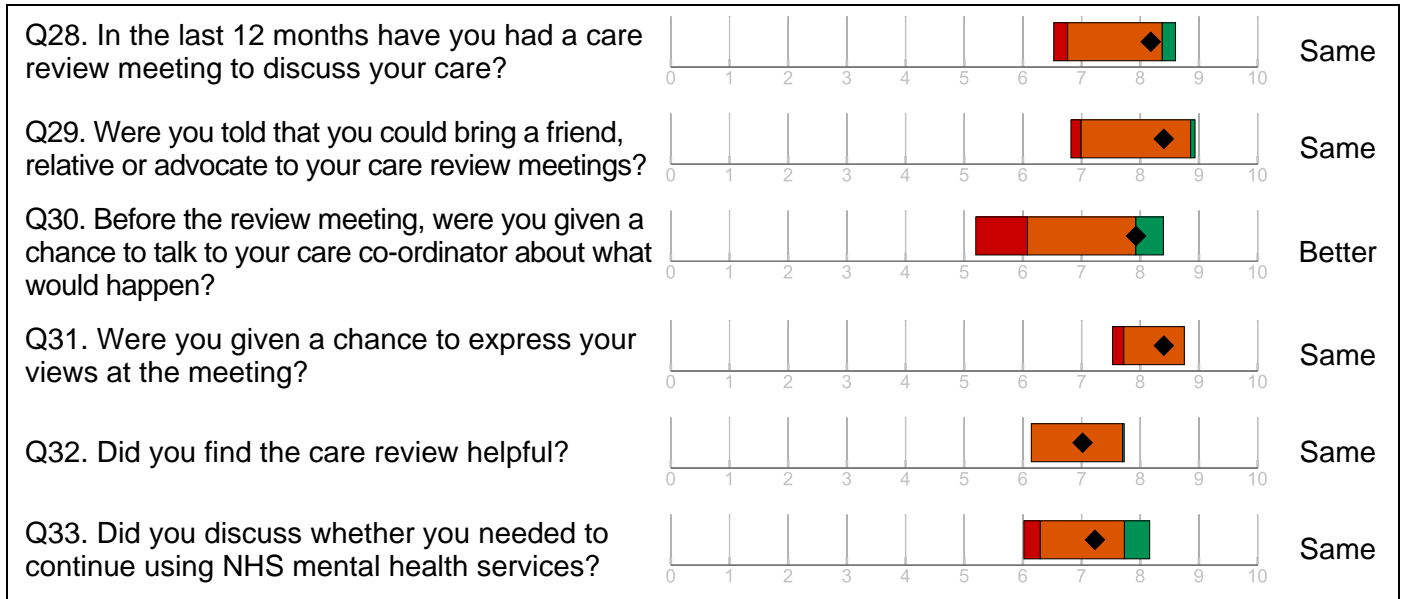 Q28. In the last 12 months have you had a care
review meeting to discuss your care?
0 1 2 3 4 5 6 7 8 9 10
Same
Q29. Were you told that you could bring a friend,
relative or advocate to your care review meetings?
0 1 2 3 4 5 6 7 8 9 10
Same
Q30. Before the review meeting, were you given a
chance to talk to your care co-ordinator about what
would happen?
0 1 2 3 4 5 6 7 8 9 10
Better
Q31. Were you given a chance to express your
views at the meeting?
0 1 2 3 4 5 6 7 8 9 10
Same
Q32. Did you find the care review helpful?
0 1 2 3 4 5 6 7 8 9 10
Same
Q33. Did you discuss whether you needed to
continue using NHS mental health services?
0 1 2 3 4 5 6 7 8 9 10
Same